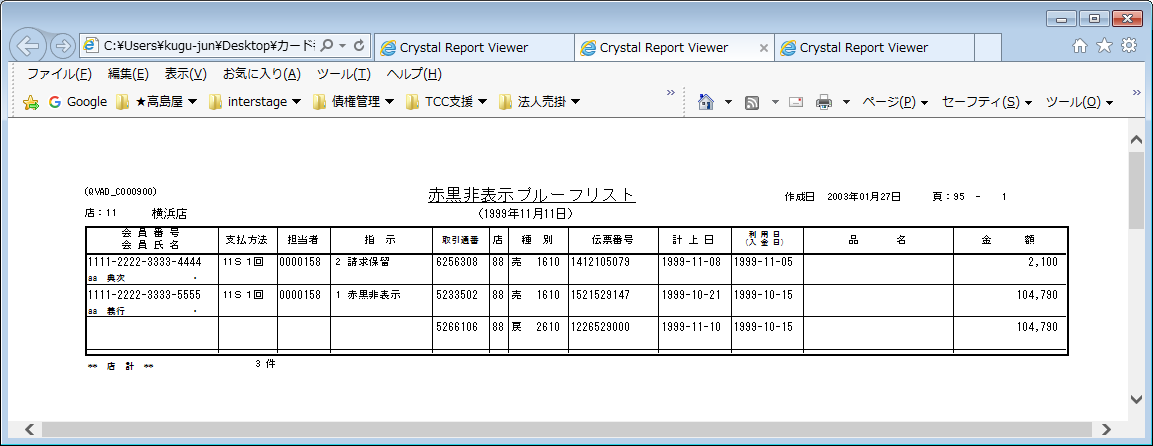 C:¥Users¥kugu-jun¥Desktop¥カード
Crystal Report Viewer
Crystal Report Viewer
Crystal Report Viewer
ファイル(F) 編集(E) 表示(V) お気に入り(A) ツール(T) ヘルプ(H)
Google ★高島屋 interstage 債権管理 TCC支援 法人売掛 ページ(P) セーフティ(S) ツール(O)
(QVAD_C000900)
赤黒非表示プルーフリスト
作成日 2003年01月27日 頁:95 - 1
店:11 横浜店
(1999年11月11日)
会員番号 支払方法 担当者 指示 取引通番 店 種別 伝票番号 計上日 利用日 品名 金額
会員氏名 (入金日)
1111-2222-3333-4444 11S1回 0000158 2 請求保留 6256308 88 売 1610 1412105079 1999-11-08 1999-11-05 2,100
aa 典次 ・
1111-2222-3333-5555 11S1回 0000158 1 赤黒非表示 5233502 88 売 1610 1521529147 1999-10-21 1999-10-15 104,790
aa 義行 ・
5266106 88 戻 2610 1226529000 1999-11-10 1999-10-15 104,790
** 店 計 ** 3 件